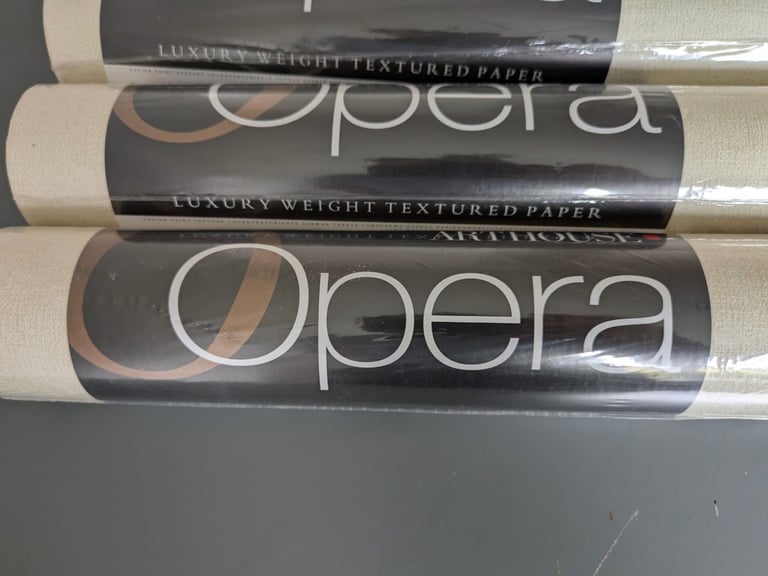 LUXURY WEIGHT TEXTURED PAPER
Opera
LUXURY WEIGHT TEXTURED PAPER
ARTHOUSE
Opera